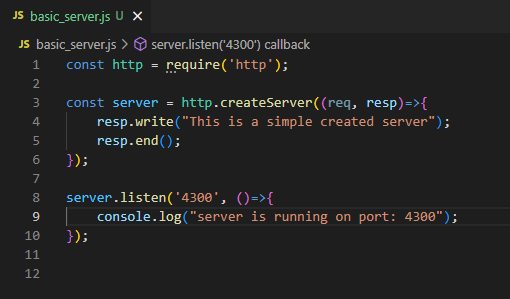 JS basic_server.js U ×
JS basic_server.js > server.listen('4300') callback
1 const http = require('http');
2
3 const server = http.createServer((req, resp)=>{
4     resp.write("This is a simple created server");
5     resp.end();
6 });
7
8 server.listen('4300', ()=>{
9     console.log("server is running on port: 4300");
10 });
11
12